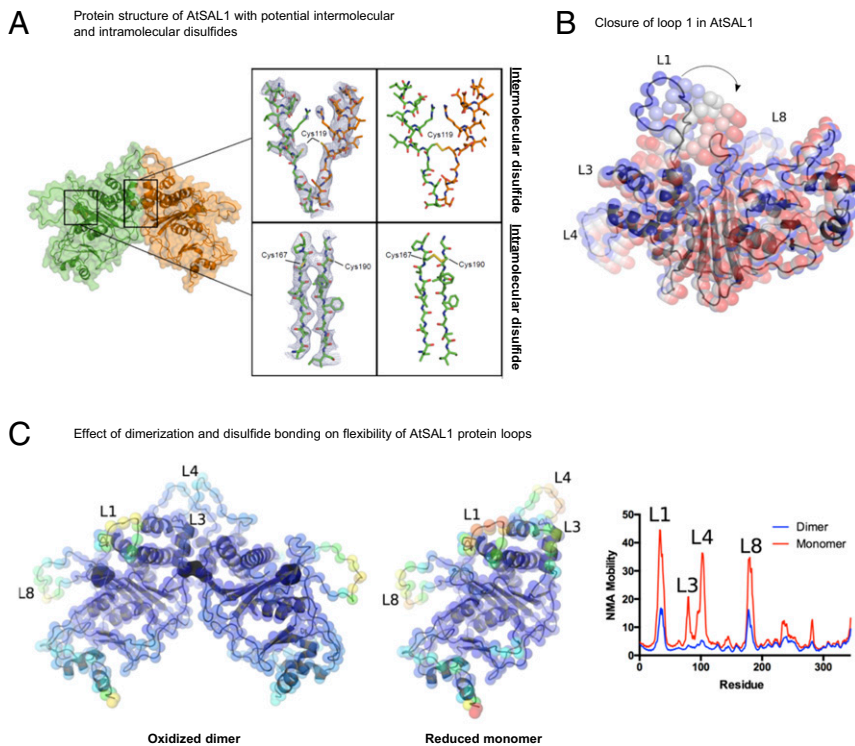 A
Protein structure of AtSAL1 with potential intermolecular
and intramolecular disulfides
Cys119
Cys119
Intermolecular disulfide
Cys167
Cys190
Cys167
Cys190
Intramolecular disulfide
B
Closure of loop 1 in AtSAL1
L1
L8
L3
L4
C
Effect of dimerization and disulfide bonding on flexibility of AtSAL1 protein loops
L4
L1
L3
L8
Oxidized dimer
L4
L1
L3
L8
Reduced monomer
NMA Mobility
50
40
30
20
10
0
0
100
200
300
Residue
L1
L3
L4
L8
Dimer
Monomer